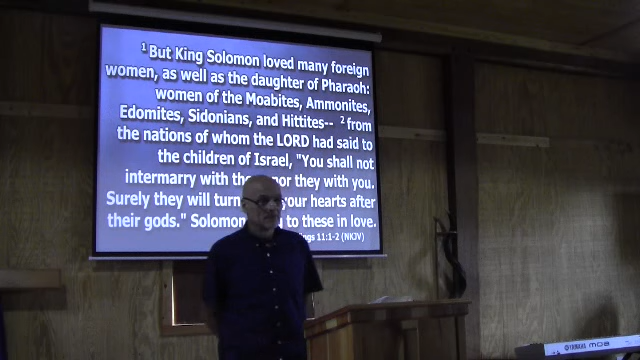 1 But King Solomon loved many foreign
women, as well as the daughter of Pharaoh:
women of the Moabites, Ammonites,
Edomites, Sidonians, and Hittites-- 2 from
the nations of whom the LORD had said to
the children of Israel, "You shall not
intermarry with nor they with you.
Surely they will turn your hearts after
their gods." Solomon to these in love.
11:1-2 (NKJV)
YAMAHA MO8